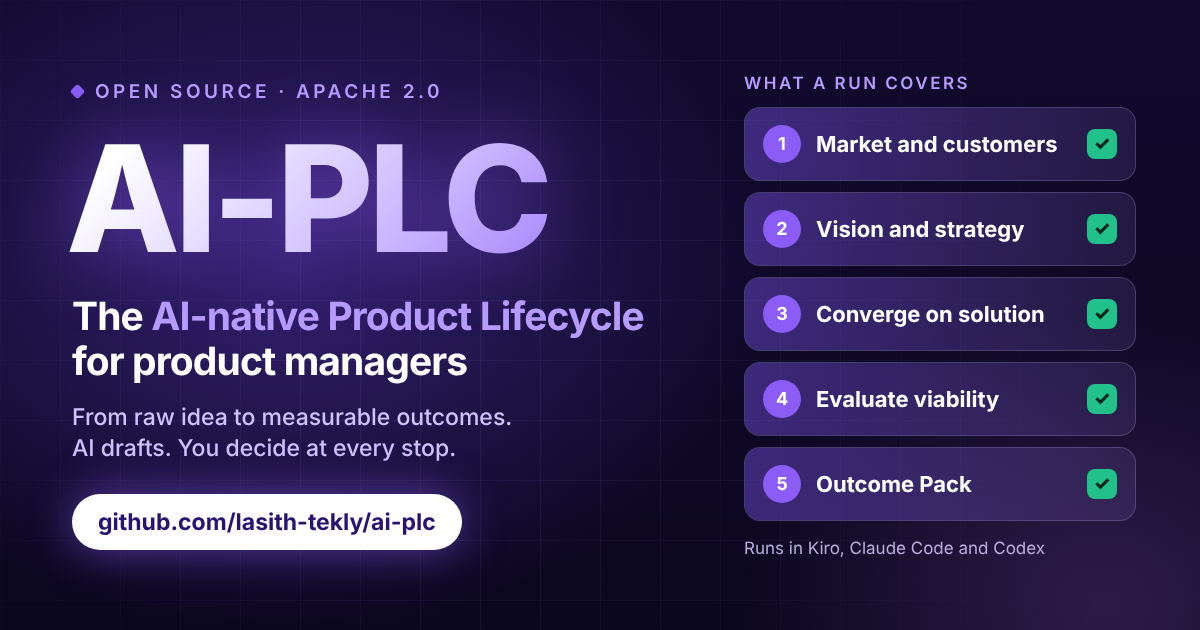 OPEN SOURCE · APACHE 2.0
AI-PLC
The AI-native Product Lifecycle
for product managers
From raw idea to measurable outcomes.
AI drafts. You decide at every stop.
github.com/lasith-tekly/ai-plc
WHAT A RUN COVERS
1 Market and customers
2 Vision and strategy
3 Converge on solution
4 Evaluate viability
5 Outcome Pack
Runs in Kiro, Claude Code and Codex